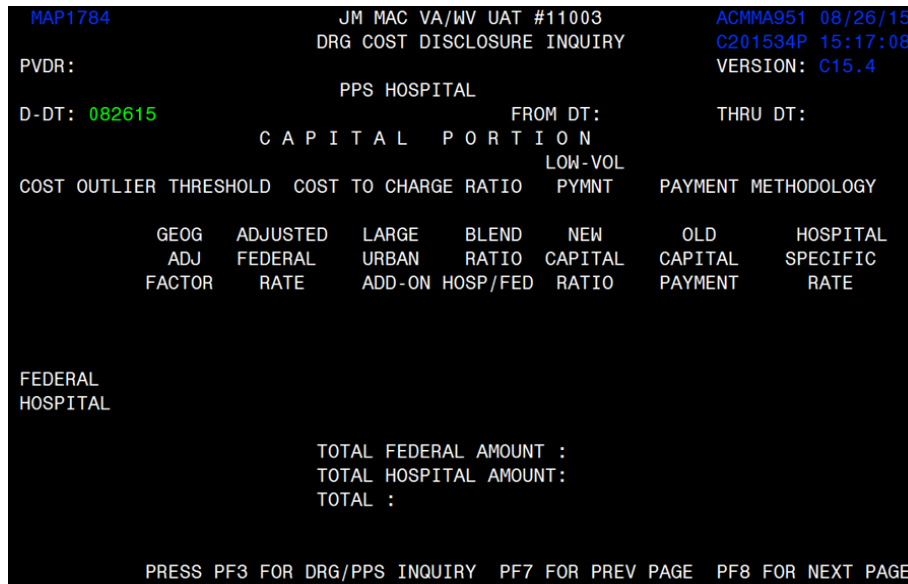 MAP1784 JM MAC VA/WV UAT #11003 ACMMA951 08/26/15
DRG COST DISCLOSURE INQUIRY C201534P 15:17:08
PVDR: VERSION: C15.4
PPS HOSPITAL
D-DT: 082615 FROM DT: THRU DT:
C A P I T A L P O R T I O N
LOW-VOL
COST OUTLIER THRESHOLD COST TO CHARGE RATIO PYMNT PAYMENT METHODOLOGY
GEOG ADJUSTED LARGE BLEND NEW OLD HOSPITAL
ADJ FEDERAL URBAN RATIO CAPITAL CAPITAL SPECIFIC
FACTOR RATE ADD-ON HOSP/FED RATIO PAYMENT RATE
FEDERAL
HOSPITAL
TOTAL FEDERAL AMOUNT :
TOTAL HOSPITAL AMOUNT:
TOTAL :
PRESS PF3 FOR DRG/PPS INQUIRY PF7 FOR PREV PAGE PF8 FOR NEXT PAGE